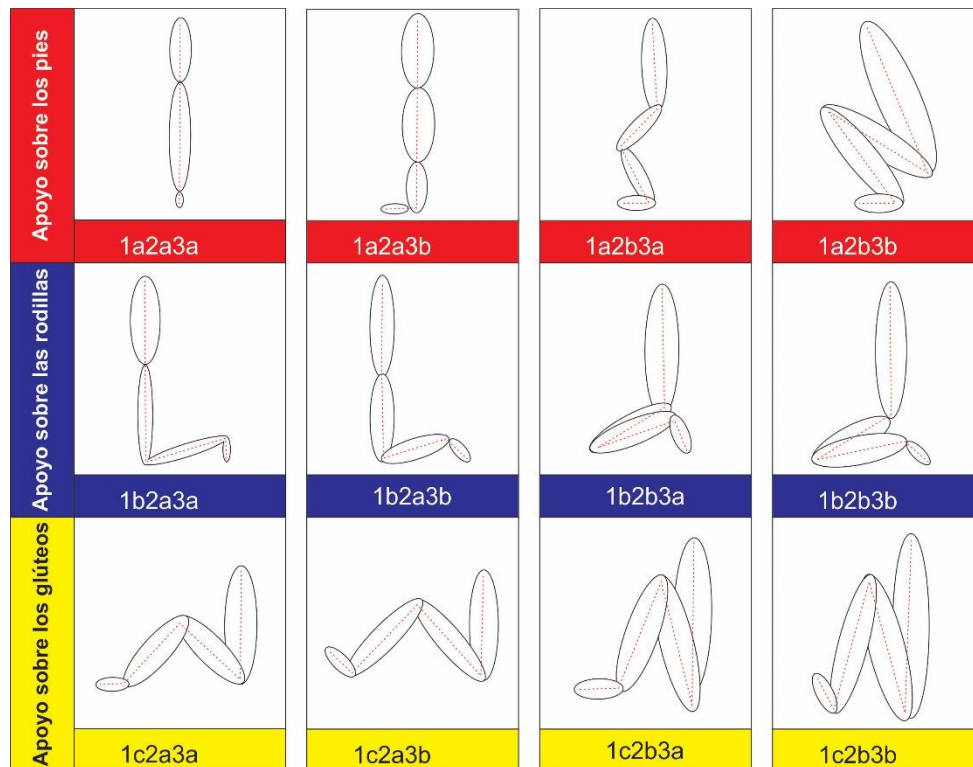 Apoyo sobre los pies
1a2a3a
1a2a3b
1a2b3a
1a2b3b
Apoyo sobre las rodillas
1b2a3a
1b2a3b
1b2b3a
1b2b3b
Apoyo sobre los glúteos
1c2a3a
1c2a3b
1c2b3a
1c2b3b